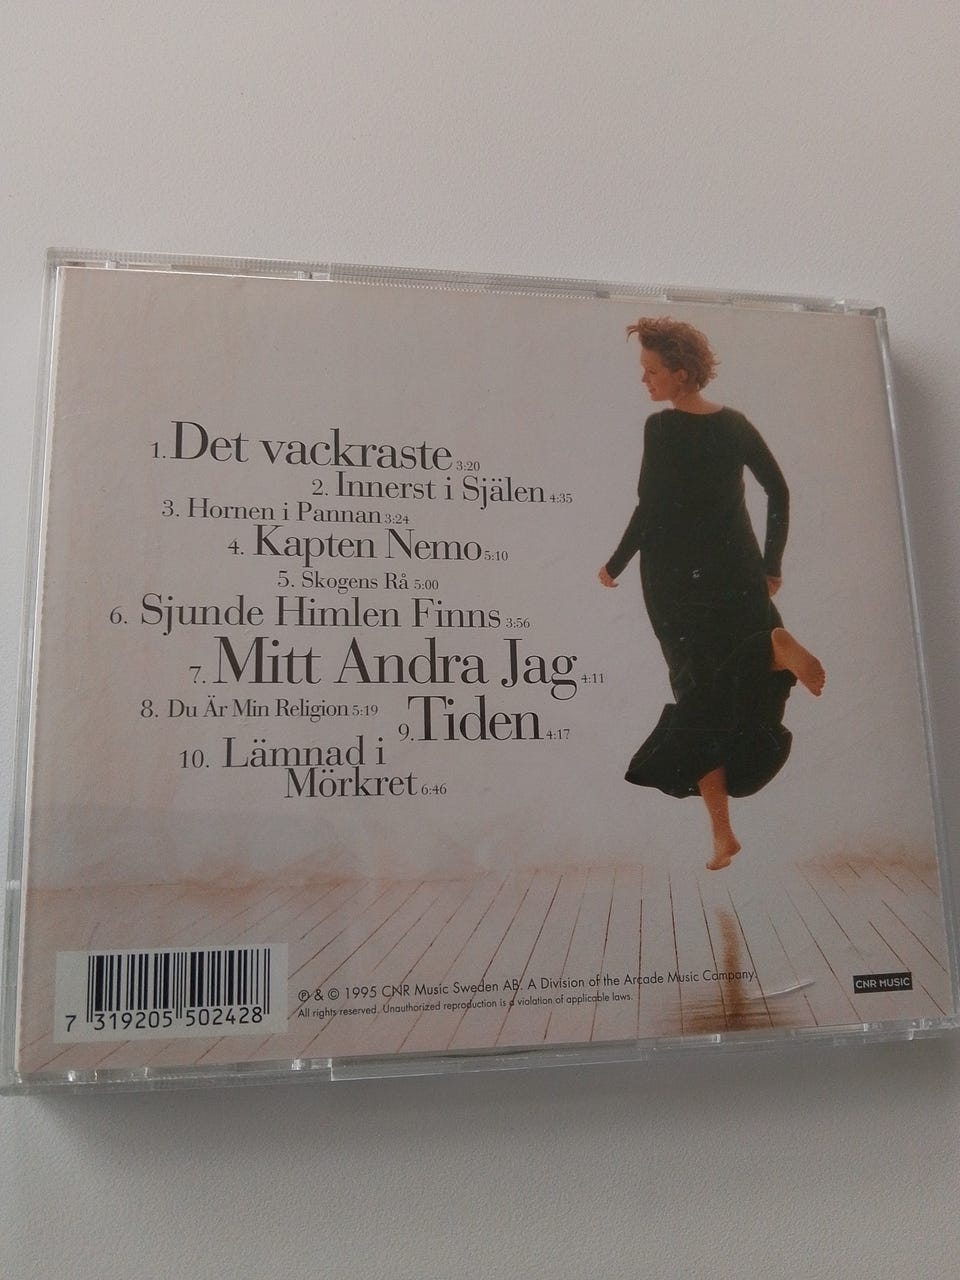 1. Det vackraste 3:20
2. Innerst i Själen 4:35
3. Hornen i Pannan 3:24
4. Kapten Nemo 5:10
5. Skogens Rå 5:00
6. Sjunde Himlen Finns 3:56
7. Mitt Andra Jag 4:11
8. Du Är Min Religion 5:19
9. Tiden 4:17
10. Lämnad i
Mörkret 6:46
7 319205 502428
℗ & © 1995 CNR Music Sweden AB. A Division of the Arcade Music Company.
All rights reserved. Unauthorized reproduction is a violation of applicable laws.
CNR MUSIC